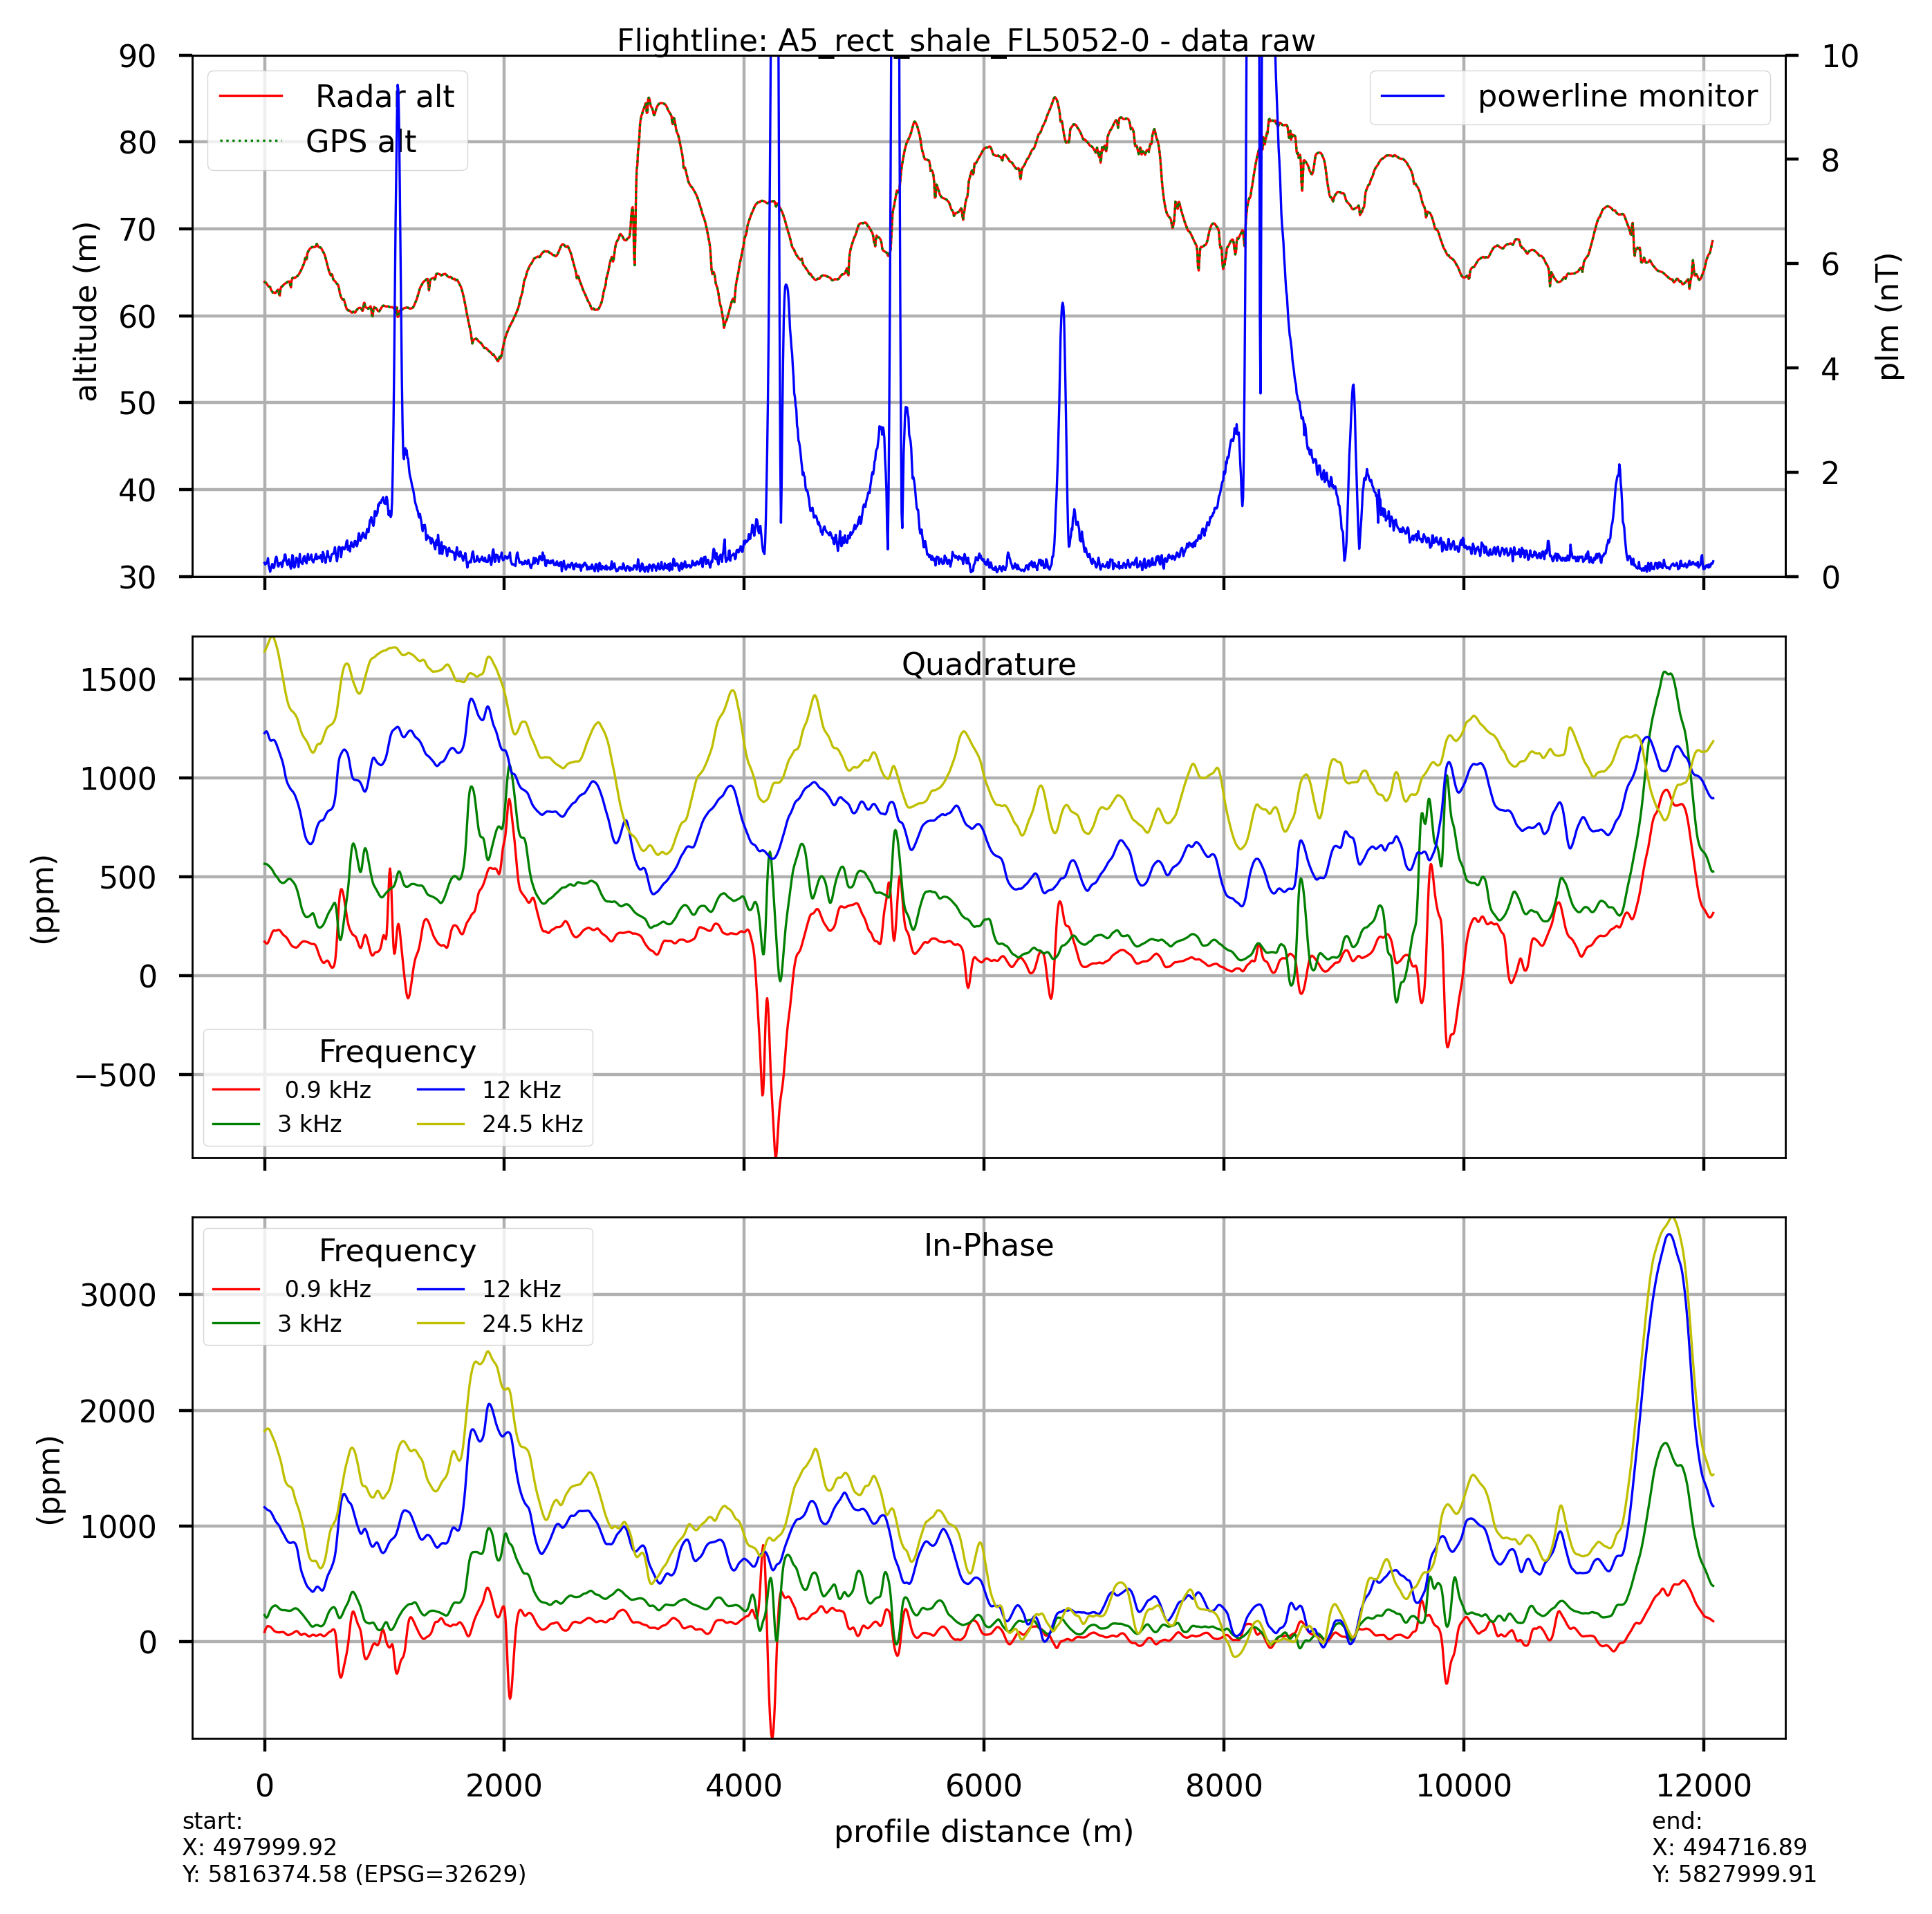 Flightline: A5_rect_shale_FL5052-0 - data raw
90
80
70
60
50
40
30
altitude (m)
Radar alt
GPS alt
powerline monitor
10
8
6
4
2
0
plm (nT)
Quadrature
1500
1000
500
0
−500
(ppm)
Frequency
0.9 kHz 12 kHz
3 kHz 24.5 kHz
In-Phase
Frequency
0.9 kHz 12 kHz
3 kHz 24.5 kHz
3000
2000
1000
0
(ppm)
0 2000 4000 6000 8000 10000 12000
profile distance (m)
start:
X: 497999.92
Y: 5816374.58 (EPSG=32629)
end:
X: 494716.89
Y: 5827999.91